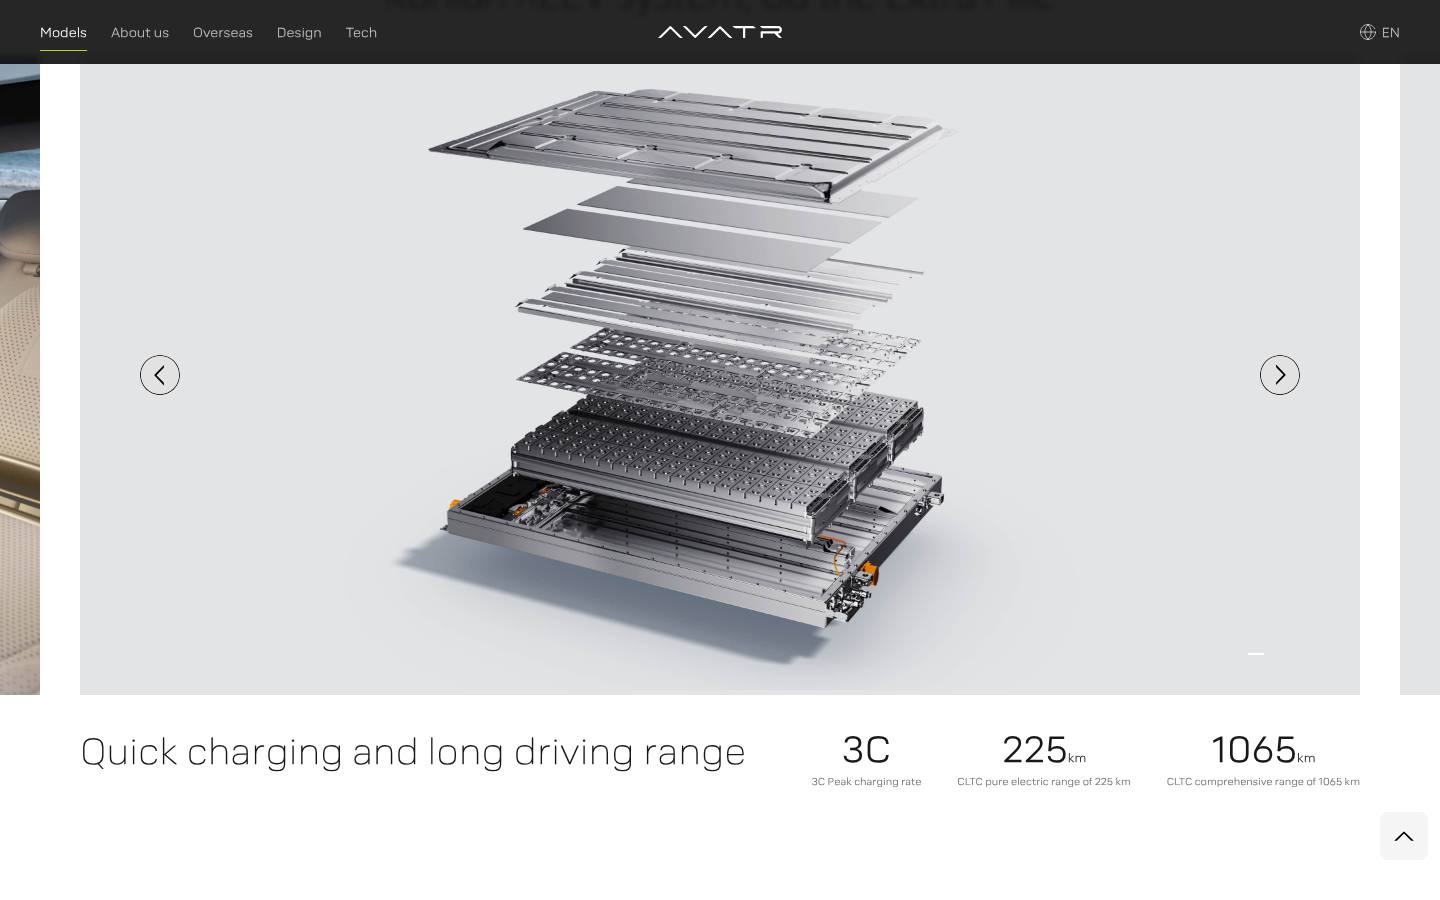 Models
About us
Overseas
Design
Tech
AVATR
EN
Quick charging and long driving range
3C
3C Peak charging rate
225km
CLTC pure electric range of 225 km
1065km
CLTC comprehensive range of 1065 km